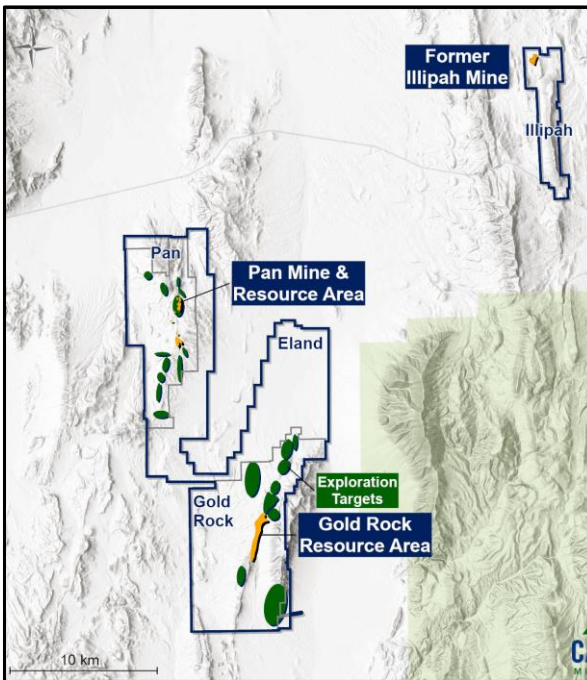 Former
Illipah Mine
Illipah
Pan
Pan Mine &
Resource Area
Eland
Exploration
Targets
Gold
Rock
Gold Rock
Resource Area
10 km